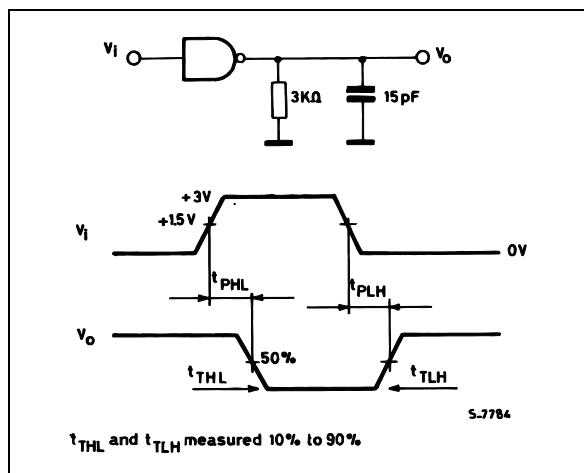 Vi
Vo
3KΩ
15pF
+3V
+1.5V
Vi
0V
tPHL
tPLH
Vo
50%
tTHL
tTLH
S-7784
tTHL and tTLH measured 10% to 90%